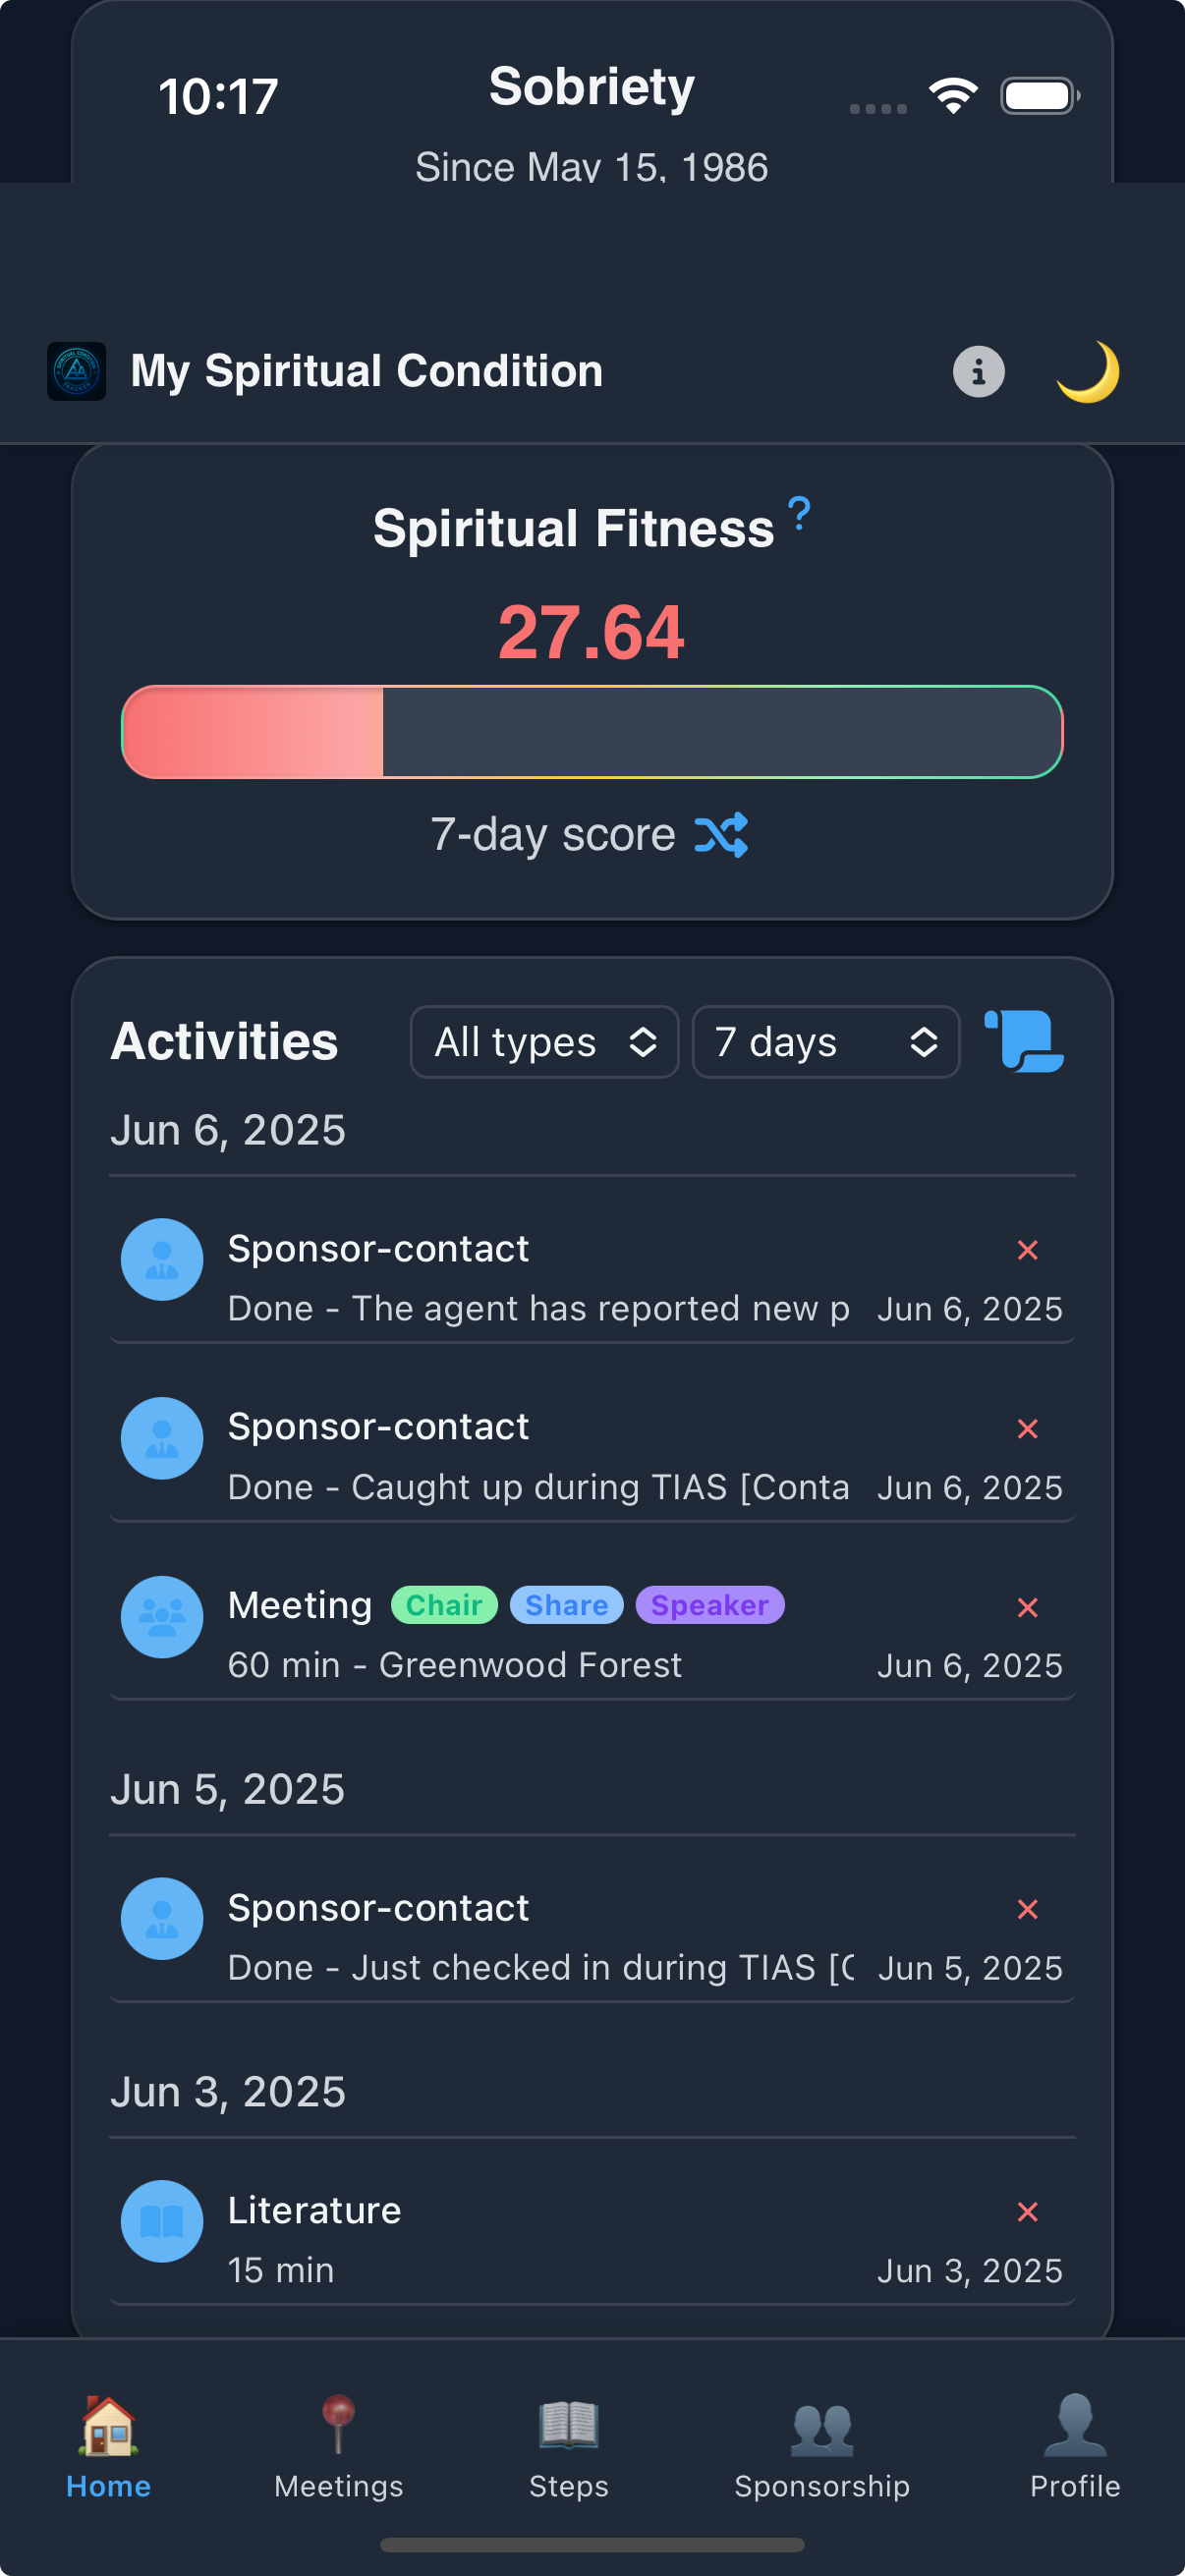 10:17
Sobriety
Since May 15, 1986
My Spiritual Condition
Spiritual Fitness ?
27.64
7-day score
Activities
All types
7 days
Jun 6, 2025
Sponsor-contact
Done - The agent has reported new p
Jun 6, 2025
Sponsor-contact
Done - Caught up during TIAS [Conta
Jun 6, 2025
Meeting Chair Share Speaker
60 min - Greenwood Forest
Jun 6, 2025
Jun 5, 2025
Sponsor-contact
Done - Just checked in during TIAS [C
Jun 5, 2025
Jun 3, 2025
Literature
15 min
Jun 3, 2025
Home
Meetings
Steps
Sponsorship
Profile